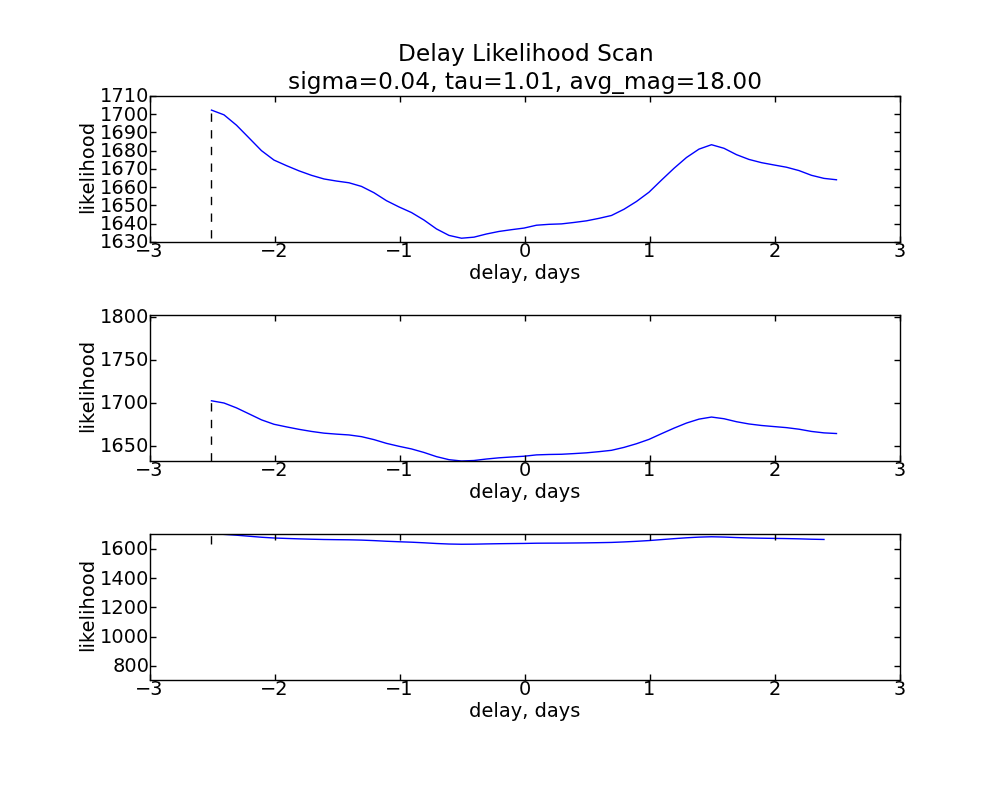 Delay Likelihood Scan
sigma=0.04, tau=1.01, avg_mag=18.00
1710
1700
1690
1680
1670
1660
1650
1640
1630
likelihood
−3 −2 −1 0 1 2 3
delay, days
1800
1750
1700
1650
likelihood
−3 −2 −1 0 1 2 3
delay, days
1600
1400
1200
1000
800
likelihood
−3 −2 −1 0 1 2 3
delay, days